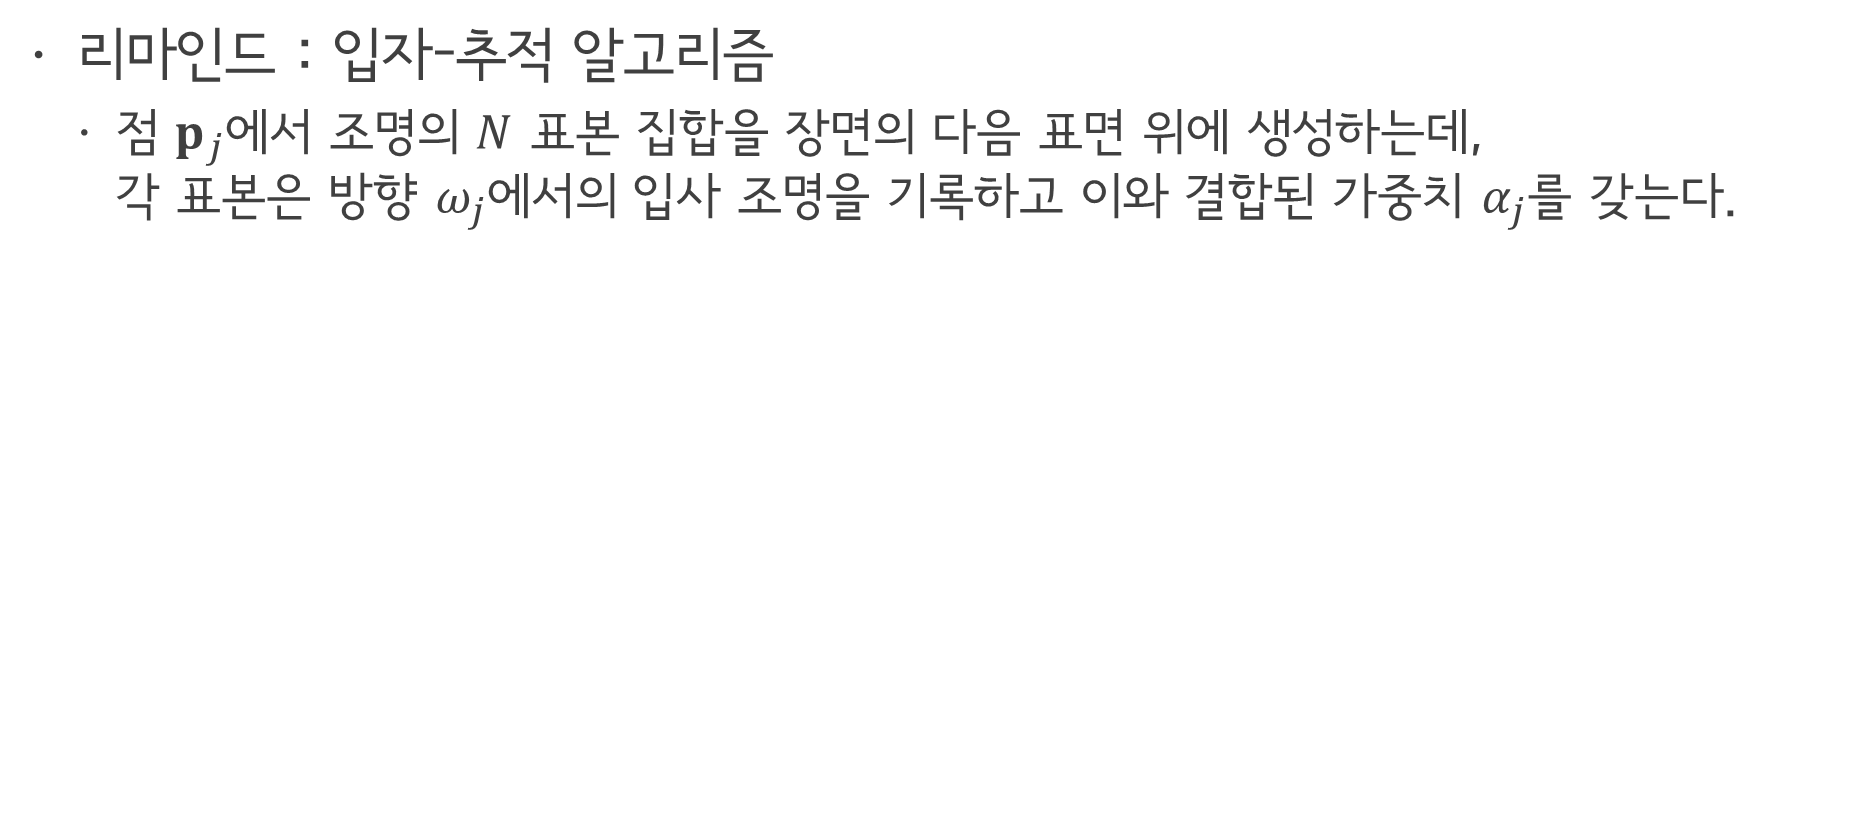 • 리마인드 : 입자-추적 알고리즘
• 점 𝐩ⱼ에서 조명의 𝑁 표본 집합을 장면의 다음 표면 위에 생성하는데,
각 표본은 방향 𝜔ⱼ에서의 입사 조명을 기록하고 이와 결합된 가중치 𝛼ⱼ를 갖는다.